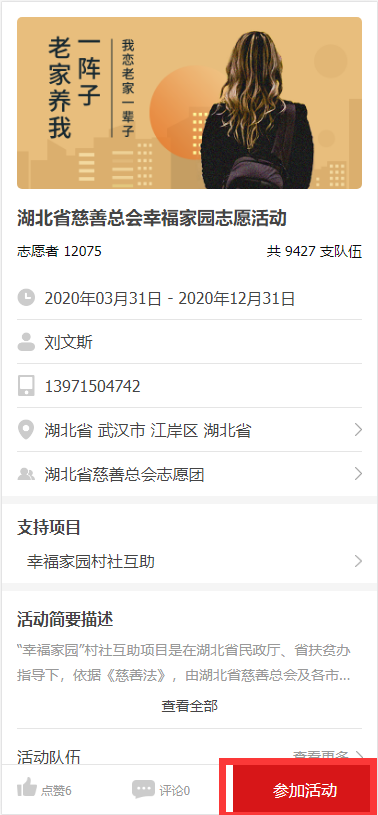 老家养我
一阵子
我恋老家一辈子
湖北省慈善总会幸福家园志愿活动
志愿者 12075 共 9427 支队伍
2020年03月31日 - 2020年12月31日
刘文斯
13971504742
湖北省 武汉市 江岸区 湖北省
湖北省慈善总会志愿团
支持项目
幸福家园村社互助
活动简要描述
“幸福家园”村社互助项目是在湖北省民政厅、省扶贫办
指导下，依据《慈善法》，由湖北省慈善总会及各市...
查看全部
活动队伍 查看更多
点赞6 评论0 参加活动